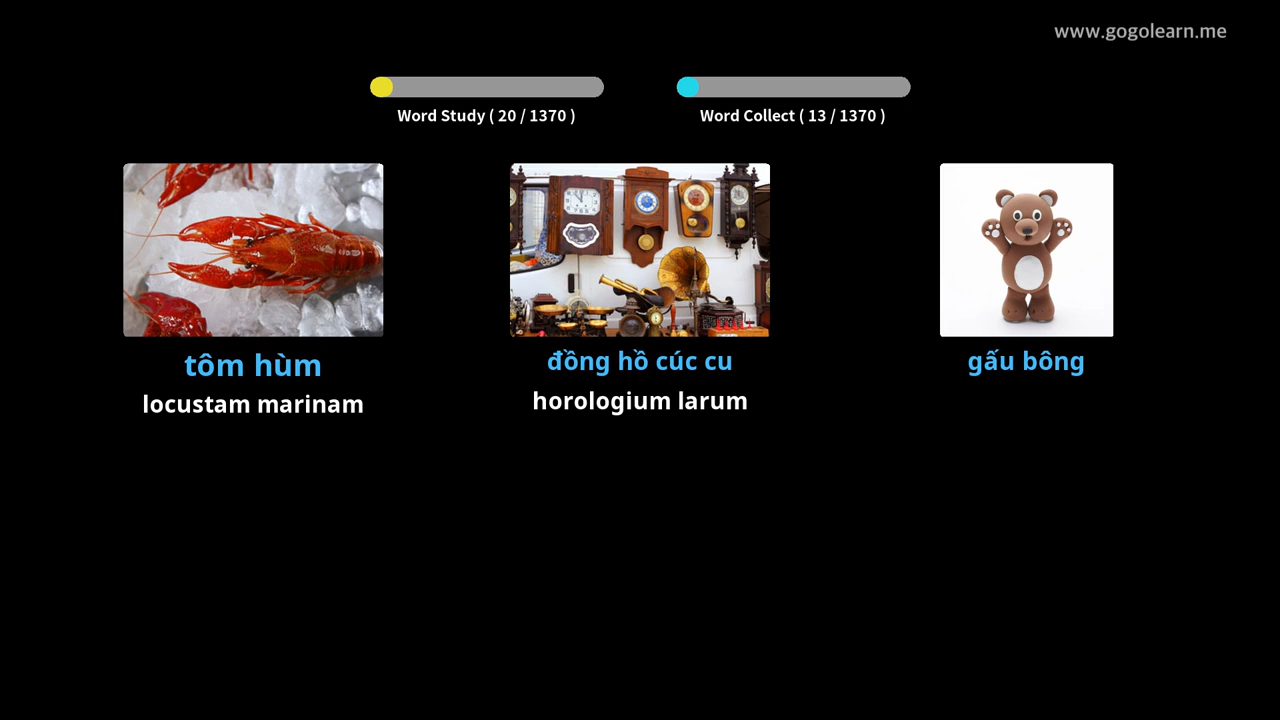 www.gogolearn.me
Word Study ( 20 / 1370 )
Word Collect ( 13 / 1370 )
tôm hùm
locustam marinam
đồng hồ cúc cu
horologium larum
gấu bông